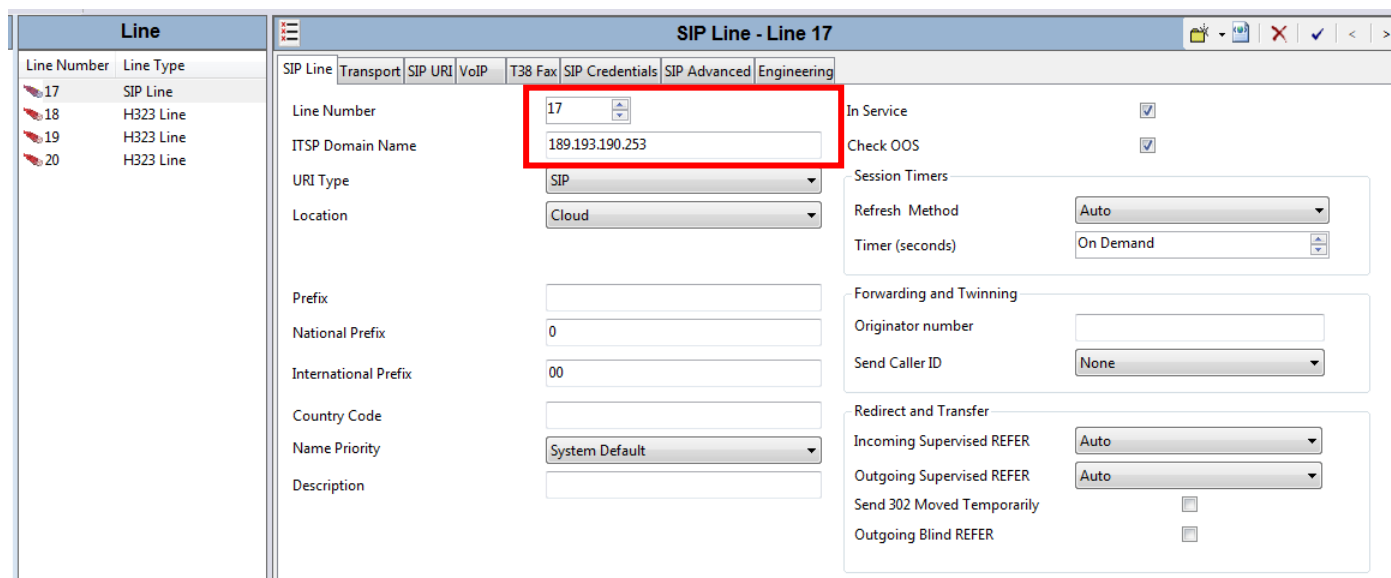 Line
SIP Line - Line 17
Line Number Line Type
17 SIP Line
18 H323 Line
19 H323 Line
20 H323 Line
SIP Line Transport SIP URI VoIP T38 Fax SIP Credentials SIP Advanced Engineering
Line Number 17
ITSP Domain Name 189.193.190.253
URI Type SIP
Location Cloud
Prefix
National Prefix 0
International Prefix 00
Country Code
Name Priority System Default
Description
In Service
Check OOS
Session Timers
Refresh Method Auto
Timer (seconds) On Demand
Forwarding and Twinning
Originator number
Send Caller ID None
Redirect and Transfer
Incoming Supervised REFER Auto
Outgoing Supervised REFER Auto
Send 302 Moved Temporarily
Outgoing Blind REFER